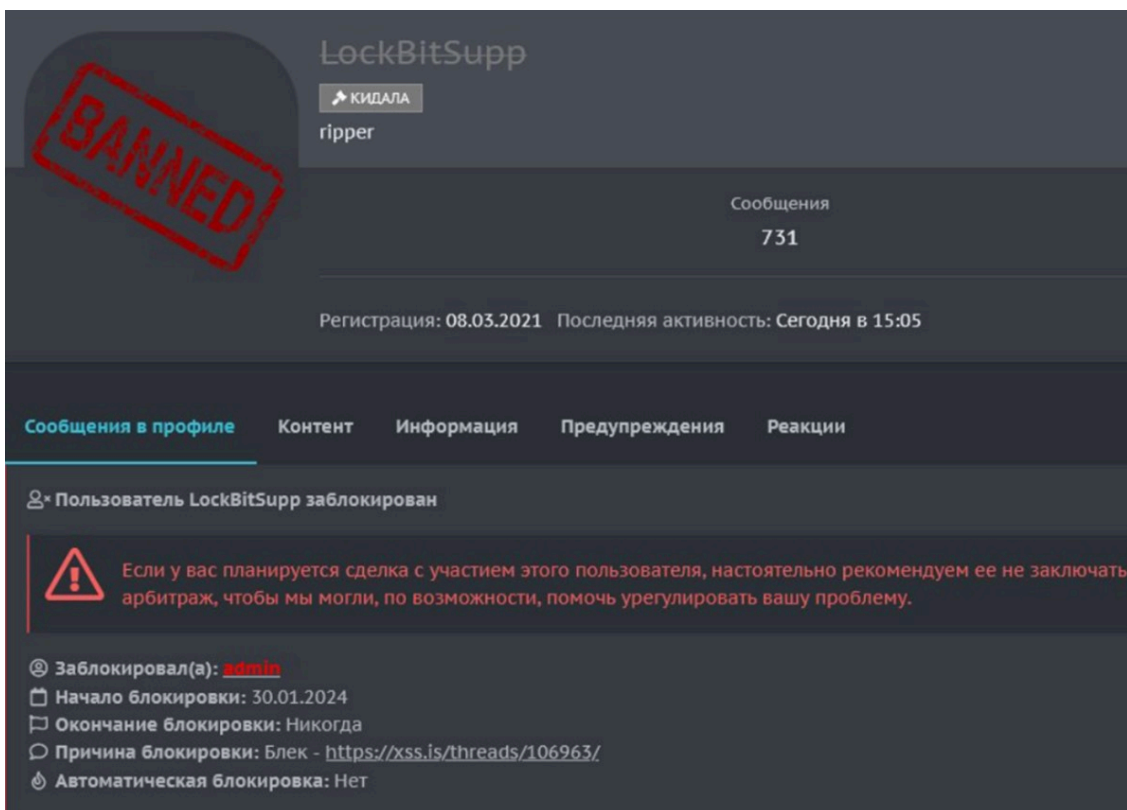 LockBitSupp
КИДАЛА
ripper
BANNED
Сообщения
731
Регистрация: 08.03.2021 Последняя активность: Сегодня в 15:05
Сообщения в профиле Контент Информация Предупреждения Реакции
Пользователь LockBitSupp заблокирован
Если у вас планируется сделка с участием этого пользователя, настоятельно рекомендуем ее не заключать
арбитраж, чтобы мы могли, по возможности, помочь урегулировать вашу проблему.
Заблокировал(а): admin
Начало блокировки: 30.01.2024
Окончание блокировки: Никогда
Причина блокировки: Блек - https://xss.is/threads/106963/
Автоматическая блокировка: Нет